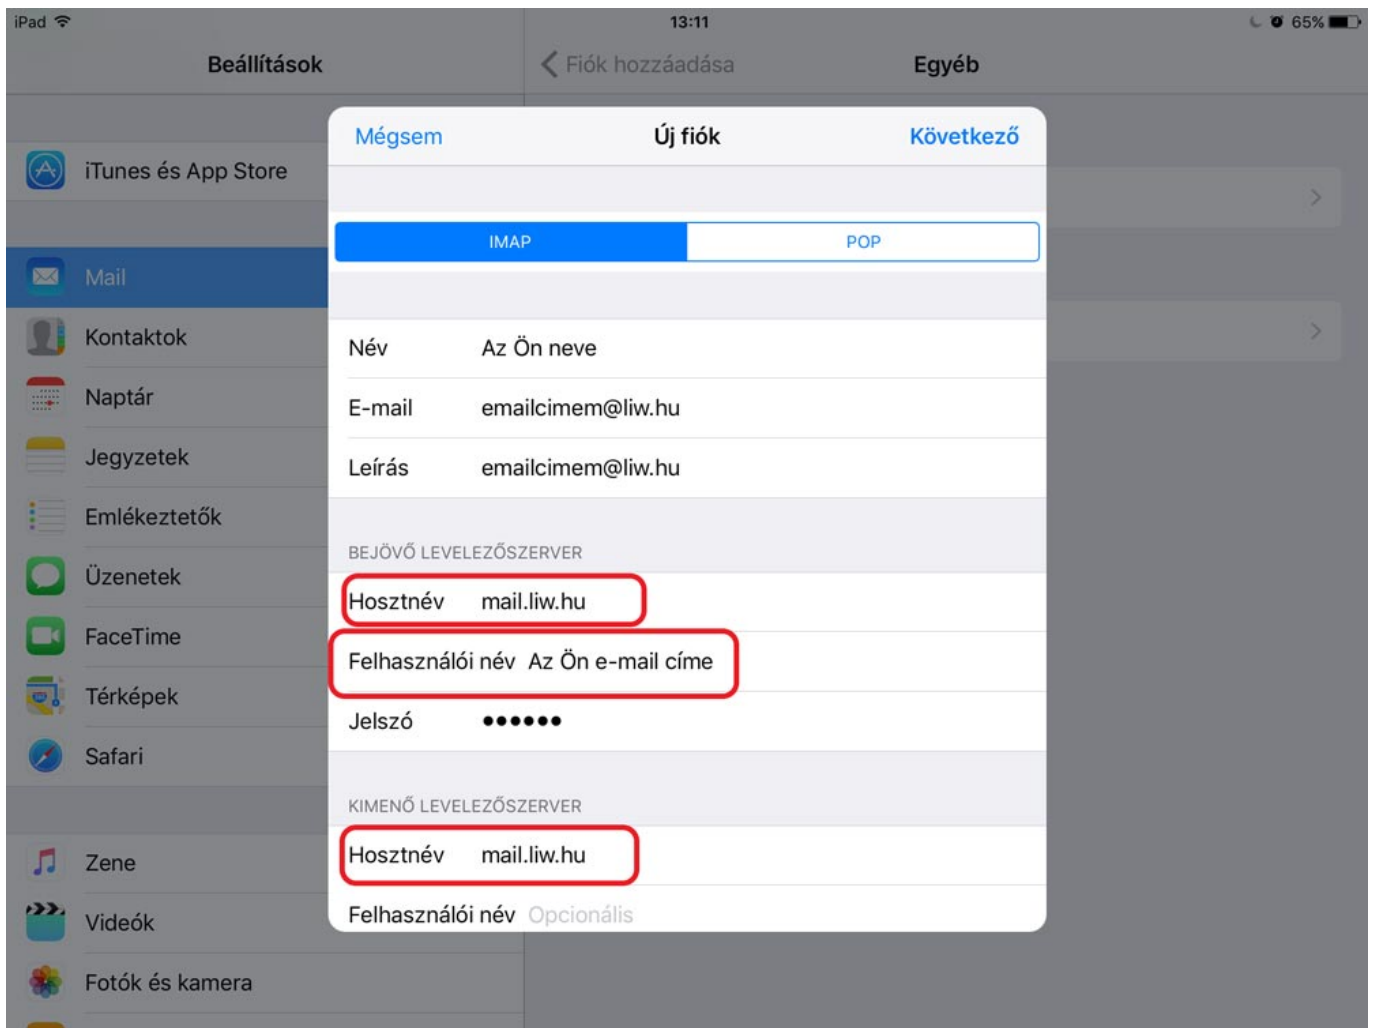 iPad 13:11 65%
Beállítások
Fiók hozzáadása Egyéb
Mégsem Új fiók Következő
iTunes és App Store
IMAP POP
Mail
Kontaktok
Név Az Ön neve
Naptár
E-mail emailcimem@liw.hu
Jegyzetek
Leírás emailcimem@liw.hu
Emlékeztetők
BEJÖVŐ LEVELEZŐSZERVER
Üzenetek
Hosztnév mail.liw.hu
FaceTime
Felhasználói név Az Ön e-mail címe
Térképek
Jelszó ••••••
Safari
KIMENŐ LEVELEZŐSZERVER
Zene
Hosztnév mail.liw.hu
Videók
Felhasználói név Opcionális
Fotók és kamera